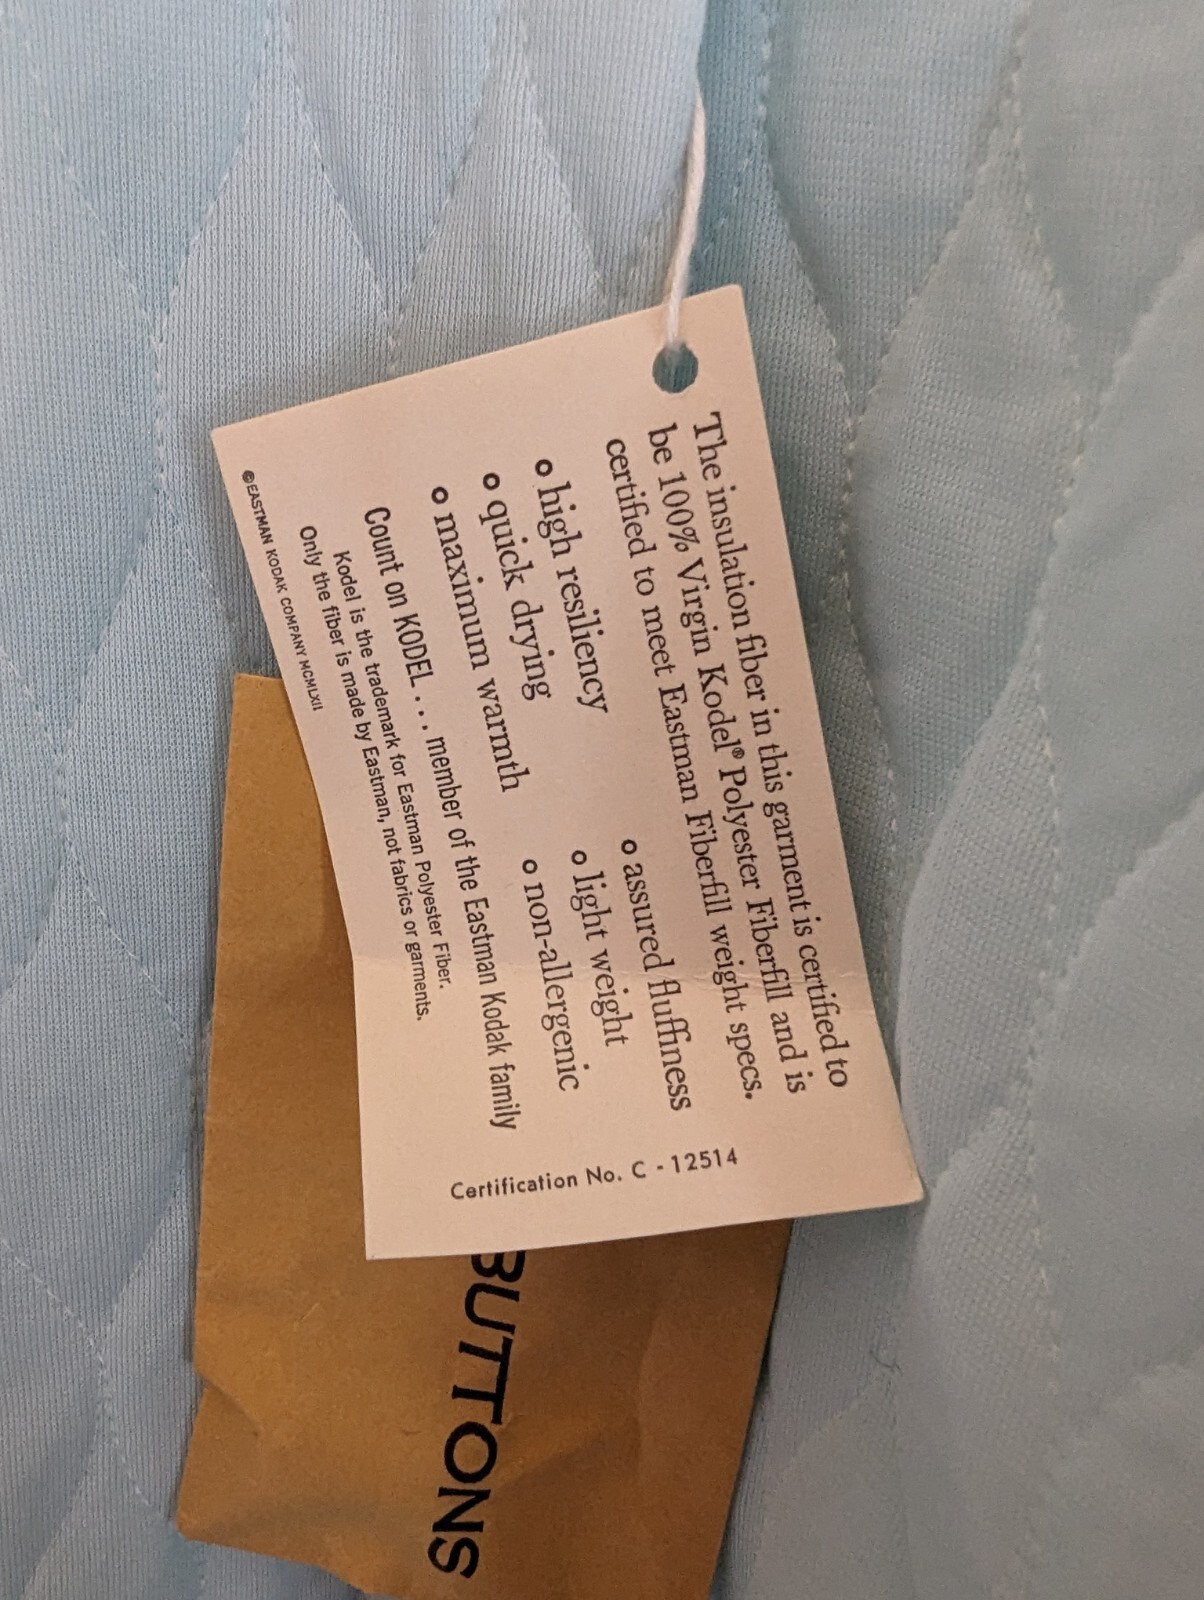 The insulation fiber in this garment is certified to
be 100% Virgin Kodel® Polyester Fiberfill and is
certified to meet Eastman Fiberfill weight specs.
o high resiliency
o quick drying
o maximum warmth
o assured fluffiness
o light weight
o non-allergenic
Count on KODEL . . . member of the Eastman Kodak family
Kodel is the trademark for Eastman Polyester Fiber.
Only the fiber is made by Eastman, not fabrics or garments.
©EASTMAN KODAK COMPANY MCMLXII
Certification No. C - 12514
BUTTONS